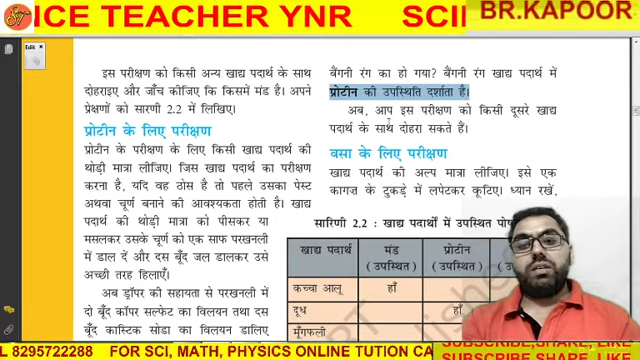 NCE TEACHER YNR
SCII
BR.KAPOOR
ST
Edit
इस परीक्षण को किसी अन्य खाद्य पदार्थ के साथ
दोहराइए और जाँच कीजिए कि किसमें मंड है। अपने
प्रेक्षणों को सारणी 2.2 में लिखिए।
प्रोटीन के लिए परीक्षण
प्रोटीन के परीक्षण के लिए किसी खाद्य पदार्थ की
थोड़ी मात्रा लीजिए। जिस खाद्य पदार्थ का परीक्षण
करना है, यदि वह ठोस है तो पहले उसका पेस्ट
अथवा चूर्ण बनाने की आवश्यकता होती है। खाद्य
पदार्थ की थोड़ी मात्रा को पीसकर या
मसलकर उसके चूर्ण को एक साफ परखनली
में डाल दें और दस बूँद जल डालकर उसे
अच्छी तरह हिलाएँ।
अब ड्रॉपर की सहायता से परखनली में
दो बूँद कॉपर सल्फेट का विलयन तथा दस
बूँद कास्टिक सोडा का विलयन डालिए
बैंगनी रंग का हो गया? बैंगनी रंग खाद्य पदार्थ में
प्रोटीन की उपस्थिति दर्शाता है।
अब, आप इस परीक्षण को किसी दूसरे खाद्य
पदार्थ के साथ दोहरा सकते हैं।
वसा के लिए परीक्षण
खाद्य पदार्थ की अल्प मात्रा लीजिए। इसे एक
कागज़ के टुकड़े में लपेटकर कूटिए। ध्यान रखें,
सारिणी 2.2 : खाद्य पदार्थों में उपस्थित पोष
खाद्य पदार्थ मंड प्रोटीन
(उपस्थित) (उपस्थित)
कच्चा आलू हाँ
दूध हाँ
मूँगफली
L 8295722288 FOR SCI, MATH, PHYSICS ONLINE TUITION CA
SUBSCRIBE,SHARE, LIKE